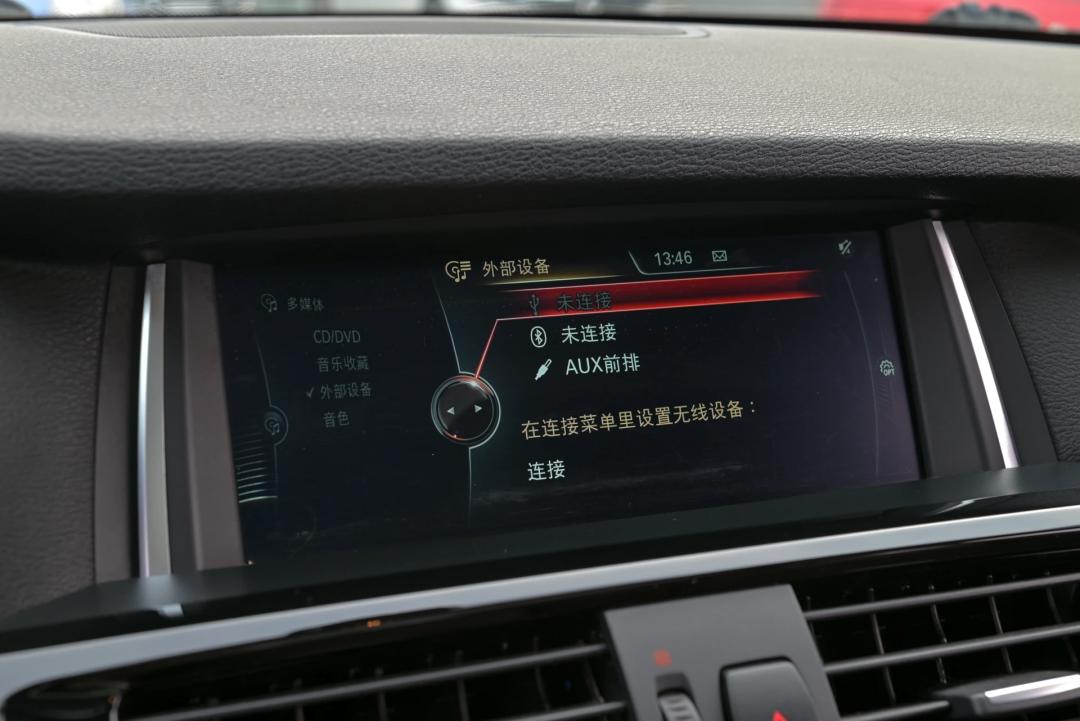 外部设备
13:46
多媒体
CD/DVD
音乐收藏
外部设备
音色
未连接
未连接
AUX前排
在连接菜单里设置无线设备：
连接
OPT